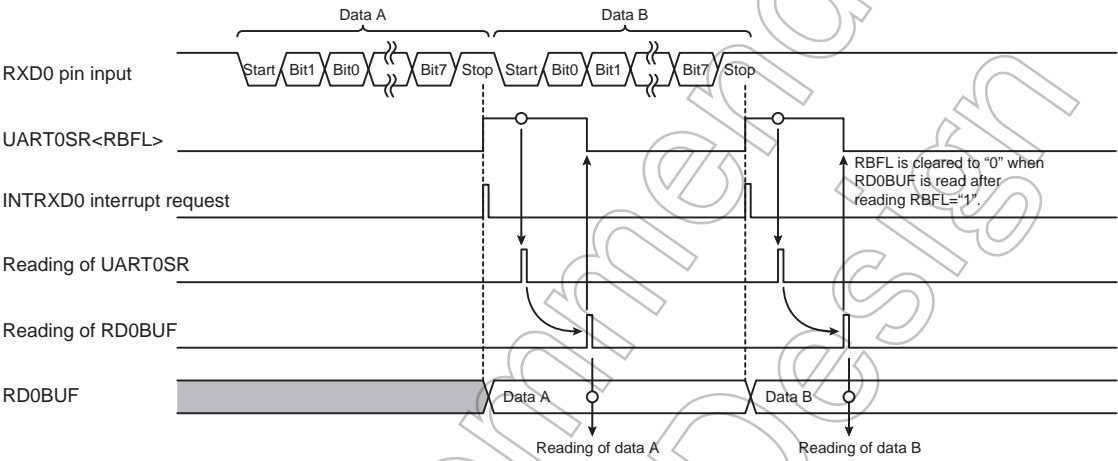 Data A
Data B
RXD0 pin input
Start Bit1 Bit0 Bit7 Stop Start Bit0 Bit1 Bit7 Stop
UART0SR<RBFL>
RBFL is cleared to “0” when
RD0BUF is read after
reading RBFL=“1”.
INTRXD0 interrupt request
Reading of UART0SR
Reading of RD0BUF
RD0BUF
Data A
Data B
Reading of data A
Reading of data B